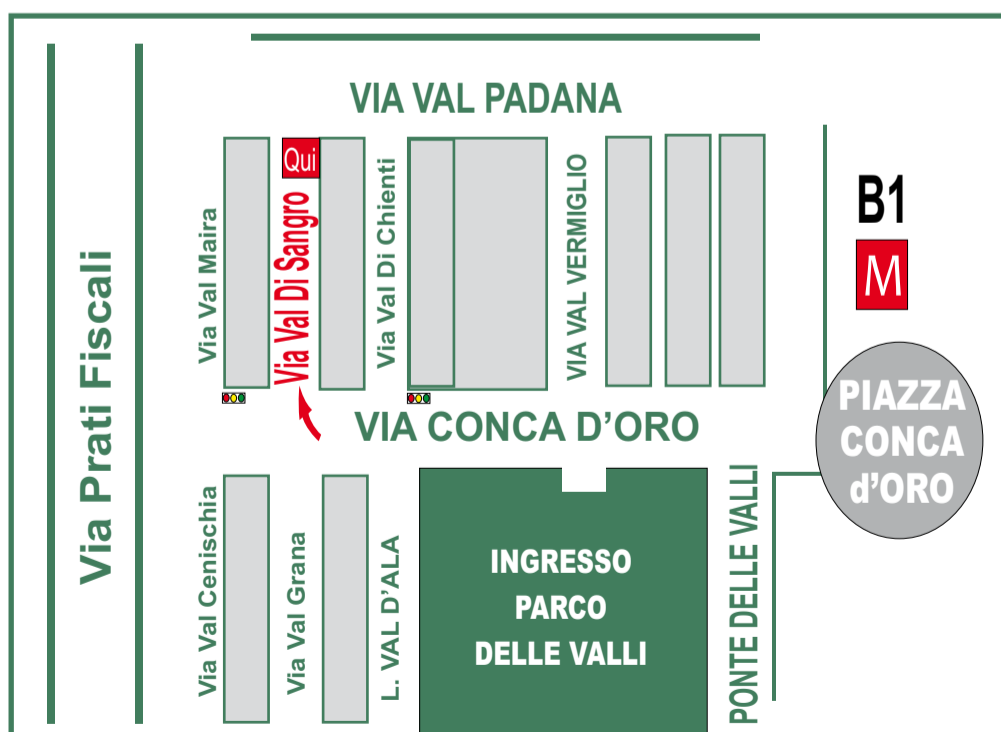 VIA VAL PADANA
Via Prati Fiscali
Via Val Maira
Qui
Via Val Di Sangro
Via Val Di Chienti
VIA VAL VERMIGLIO
B1
M
PIAZZA
CONCA
d'ORO
VIA CONCA D'ORO
Via Val Cenischia
Via Val Grana
L. VAL D'ALA
INGRESSO
PARCO
DELLE VALLI
PONTE DELLE VALLI